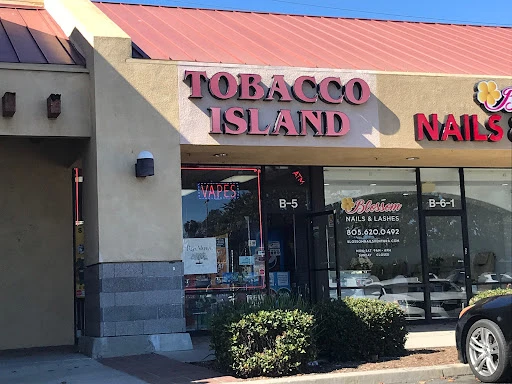 TOBACCO
ISLAND
NAILS &
VAPES
ATM
B-5
Blossom
NAILS & LASHES
805.620.0492
B-6-1